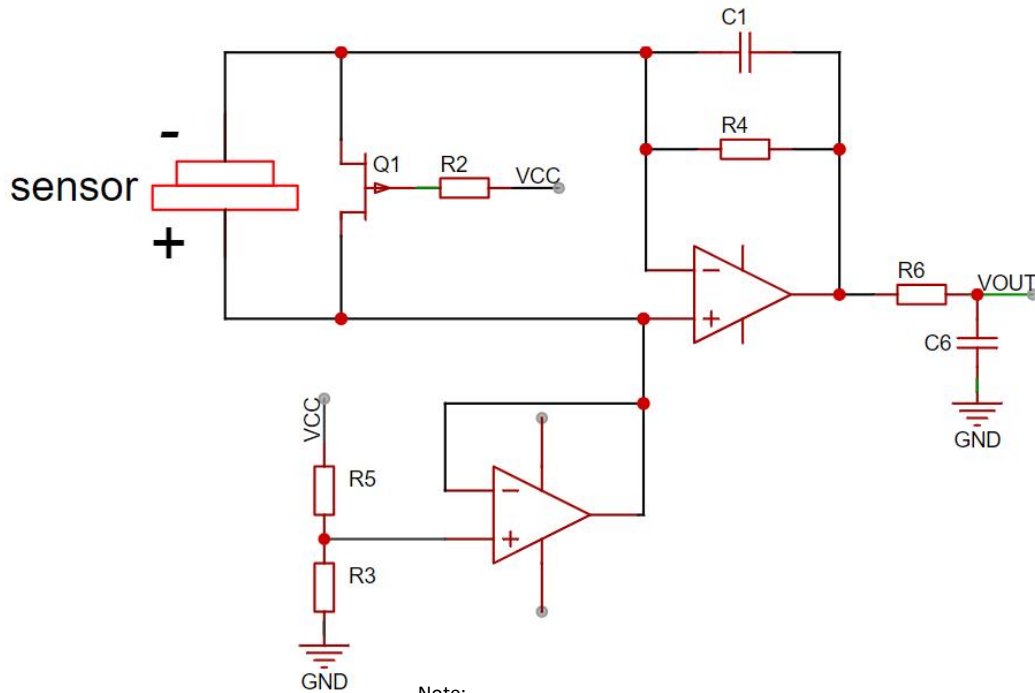 C1
R4
-
Q1
R2
VCC
sensor
+
−
+
R6
VOUT
C6
GND
VCC
R5
−
+
R3
GND
Note: